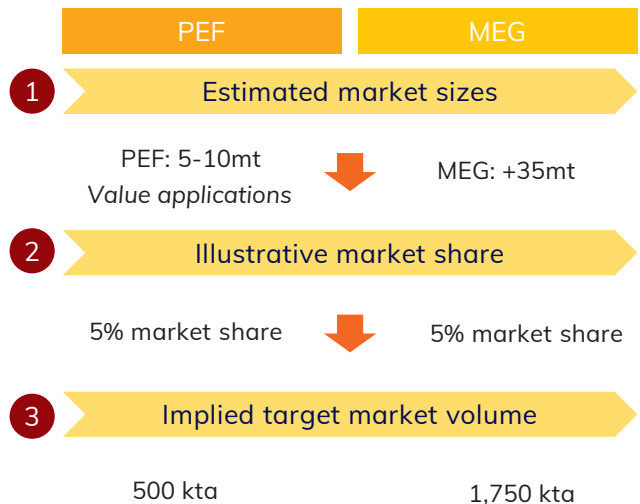 PEF
MEG
1
Estimated market sizes
PEF: 5-10mt
Value applications
MEG: +35mt
2
Illustrative market share
5% market share
5% market share
3
Implied target market volume
500 kta
1,750 kta